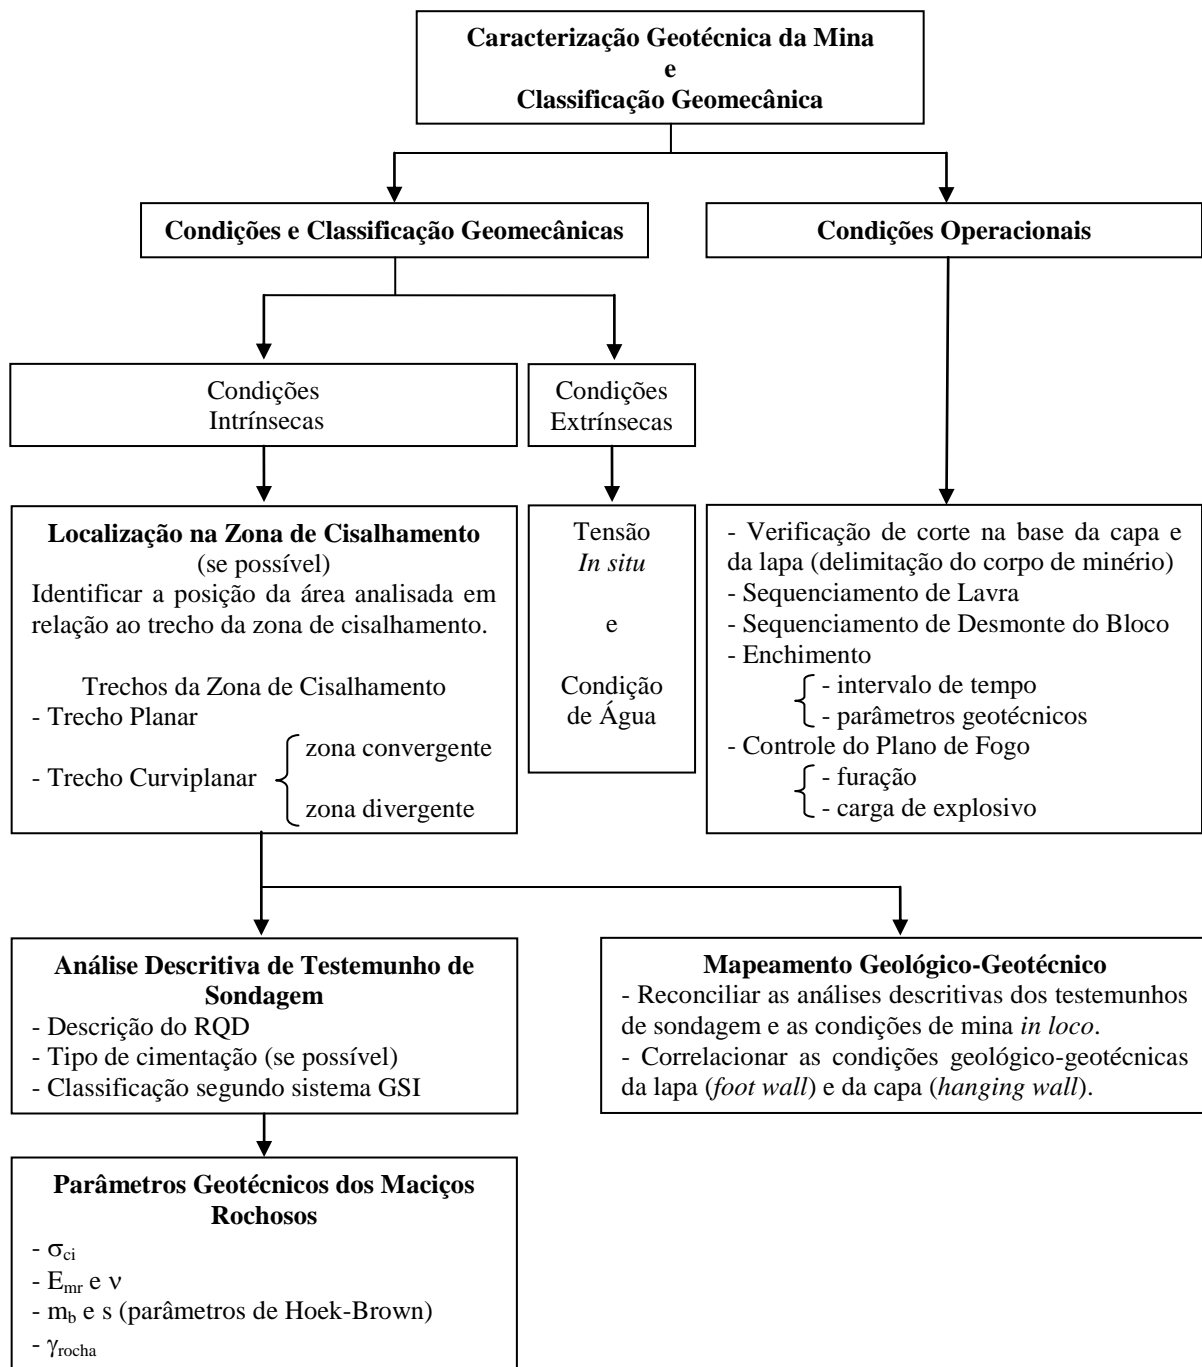 Caracterização Geotécnica da Mina
e
Classificação Geomecânica
Condições e Classificação Geomecânicas
Condições Operacionais
Condições
Intrínsecas
Condições
Extrínsecas
Localização na Zona de Cisalhamento
(se possível)
Identificar a posição da área analisada em
relação ao trecho da zona de cisalhamento.
Trechos da Zona de Cisalhamento
- Trecho Planar
- Trecho Curviplanar
zona convergente
zona divergente
Tensão
In situ
e
Condição
de Água
- Verificação de corte na base da capa e
da lapa (delimitação do corpo de minério)
- Sequenciamento de Lavra
- Sequenciamento de Desmonte do Bloco
- Enchimento
- intervalo de tempo
- parâmetros geotécnicos
- Controle do Plano de Fogo
- furação
- carga de explosivo
Análise Descritiva de Testemunho de
Sondagem
- Descrição do RQD
- Tipo de cimentação (se possível)
- Classificação segundo sistema GSI
Mapeamento Geológico-Geotécnico
- Reconciliar as análises descritivas dos testemunhos
de sondagem e as condições de mina in loco.
- Correlacionar as condições geológico-geotécnicas
da lapa (foot wall) e da capa (hanging wall).
Parâmetros Geotécnicos dos Maciços
Rochosos
- σci
- Emr e ν
- mb e s (parâmetros de Hoek-Brown)
- γrocha